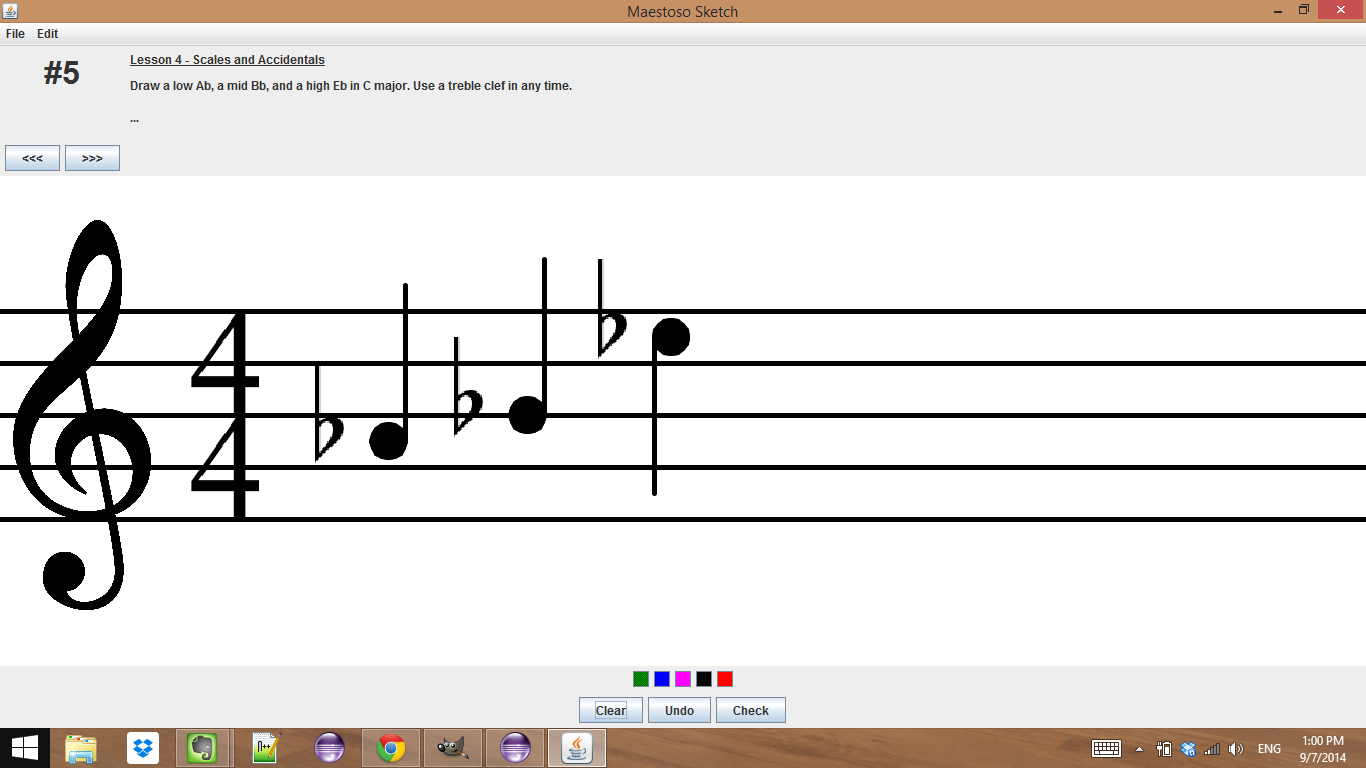 Maestoso Sketch
File Edit
#5
Lesson 4 - Scales and Accidentals
Draw a low Ab, a mid Bb, and a high Eb in C major. Use a treble clef in any time.
...
<<< >>>
4
4
Clear Undo Check
ENG
1:00 PM
9/7/2014